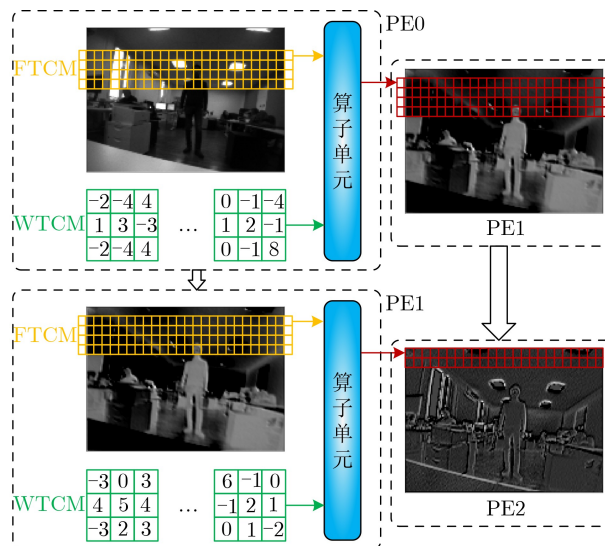 PE0
FTCM
算子单元
−2 −4 4
1 3 −3
−2 −4 4
...
0 −1 −4
1 2 −1
0 −1 8
WTCM
PE1
PE1
FTCM
算子单元
−3 0 3
4 5 4
−3 2 3
...
6 −1 0
−1 2 1
0 1 −2
WTCM
PE2